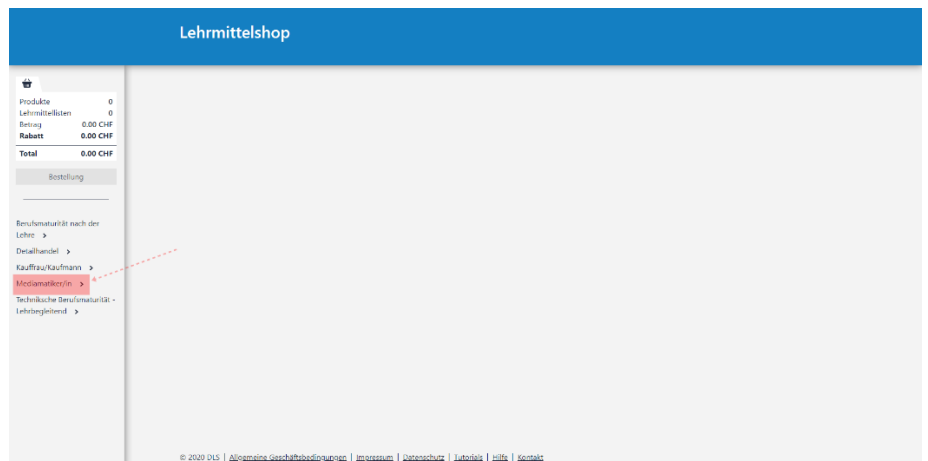 Lehrmittelshop
Produkte 0
Lehrmittellisten 0
Betrag 0.00 CHF
Rabatt 0.00 CHF
Total 0.00 CHF
Bestellung
Berufsmaturität nach der
Lehre >
Detailhandel >
Kauffrau/Kaufmann >
Mediamatiker/in >
Techniksche Berufsmaturität -
Lehrbegleitend >
© 2020 DLS | Allgemeine Geschäftsbedingungen | Impressum | Datenschutz | Tutorials | Hilfe | Kontakt